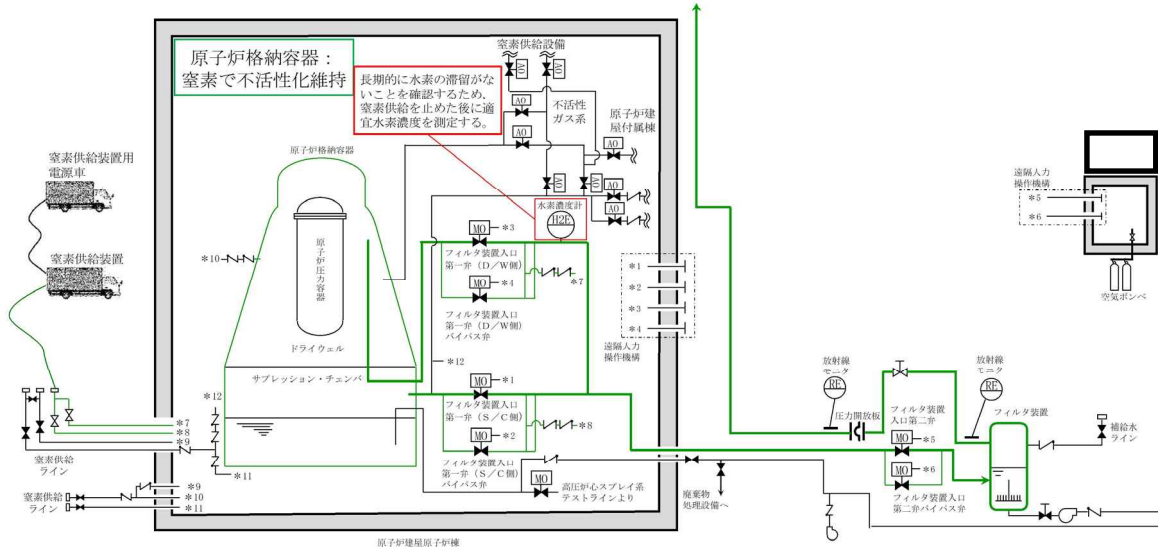 原子炉格納容器：
窒素で不活性化維持
長期的に水素の滞留がな
いことを確認するため、
窒素供給を止めた後に適
宜水素濃度を測定する。
窒素供給設備
AO
AO
AO
AO
不活性
ガス系
原子炉建
屋付属棟
AO
AO
AO
AO
AO
水素濃度計
H2E
原子炉格納容器
原子炉圧力容器
ドライウェル
サプレッション・チェンバ
窒素供給装置用
電源車
窒素供給装置
*10
MO
*3
フィルタ装置入口
第一弁（D／W側）
MO
*4
*7
フィルタ装置入口
第一弁（D／W側）
バイパス弁
*12
MO
*1
フィルタ装置入口
第一弁（S／C側）
MO
*2
*8
フィルタ装置入口
第一弁（S／C側）
バイパス弁
MO
高圧炉心スプレイ系
テストラインより
*1
*2
*3
*4
遠隔人力
操作機構
*12
*11
*7
*8
*9
窒素供給
ライン
*9
*10
*11
窒素供給
ライン
廃棄物
処理設備へ
原子炉建屋原子炉棟
遠隔人力
操作機構
*5
*6
空気ボンベ
放射線
モニタ
RE
圧力開放板
放射線
モニタ
RE
フィルタ装置
フィルタ装置
入口第二弁
MO
*5
MO
*6
フィルタ装置入口
第二弁バイパス弁
補給水
ライン